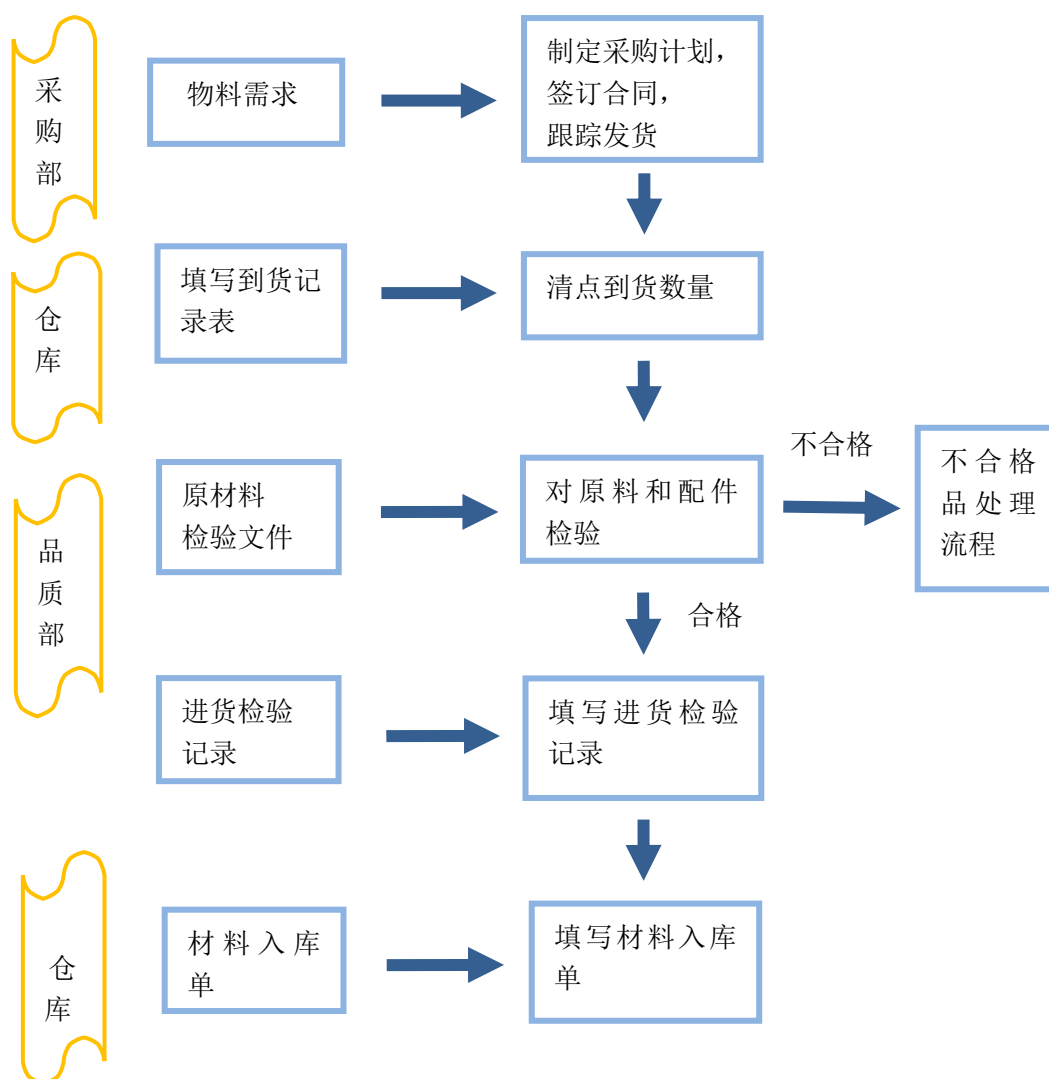 采
购
部
物料需求
制定采购计划，
签订合同，
跟踪发货
仓
库
填写到货记
录表
清点到货数量
品
质
部
原材料
检验文件
对原料和配件
检验
不合格
不合格
品处理
流程
合格
进货检验
记录
填写进货检验
记录
仓
库
材料入库
单
填写材料入库
单